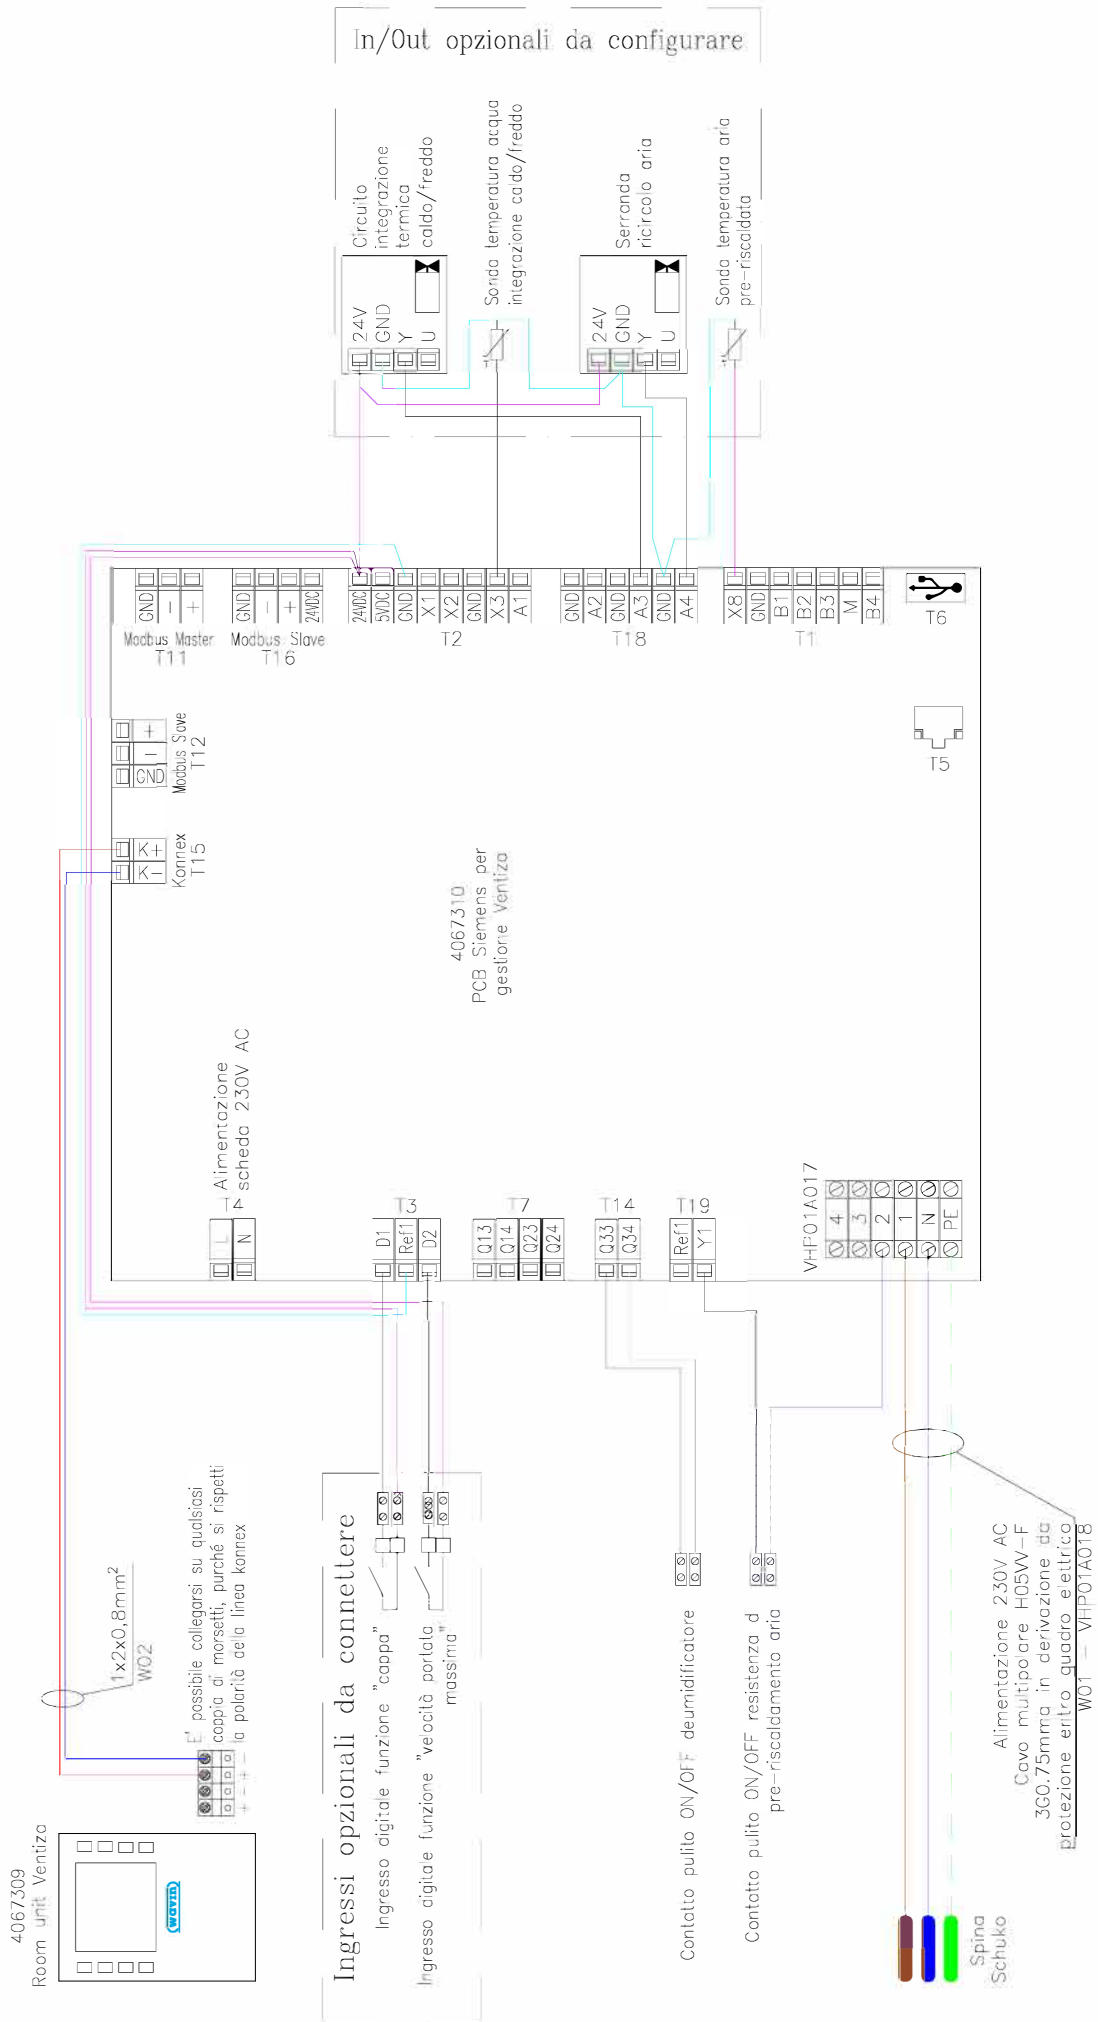 In/Out opzionali da configurare
Circuito
integrazione
termica
caldo/freddo
24V
GND
Y
U
Sonda temperatura acqua
integrazione caldo/freddo
Serranda
ricircolo aria
24V
GND
Y
U
Sonda temperatura aria
pre-riscaldata
GND
-
+
Modbus Master
T11
GND
-
+
24VDC
Modbus Slave
T16
24VDC
5VDC
GND
X1
X2
GND
X3
A1
T2
GND
A2
GND
A3
GND
A4
T18
X8
GND
B1
B2
B3
M
B4
T1
T6
T5
+
-
GND
Modbus Slave
T12
K+
K-
Konnex
T15
4067310
PCB Siemens per
gestione Ventiza
Alimentazione
scheda 230V AC
L
N
T4
D1
Ref1
D2
T3
Q13
Q14
Q23
Q24
T7
Q33
Q34
T14
Ref1
Y1
T19
VHP01A017
4
3
2
1
N
PE
1x2x0,8mm²
W02
E' possibile collegarsi su qualsiasi
coppia di morsetti, purché si rispetti
la polarità della linea konnex
+ - + -
4067309
Room unit Ventiza
wavin
Ingressi opzionali da connettere
Ingresso digitale funzione "cappa"
Ingresso digitale funzione "velocità portata
massima"
Contatto pulito ON/OFF deumidificatore
Contatto pulito ON/OFF resistenza d
pre-riscaldamento aria
Alimentazione 230V AC
Cavo multipolare H05VV-F
3G0.75mmq in derivazione da
protezione entro quadro elettrico
W01 - VHP01A018
Spina
Schuko